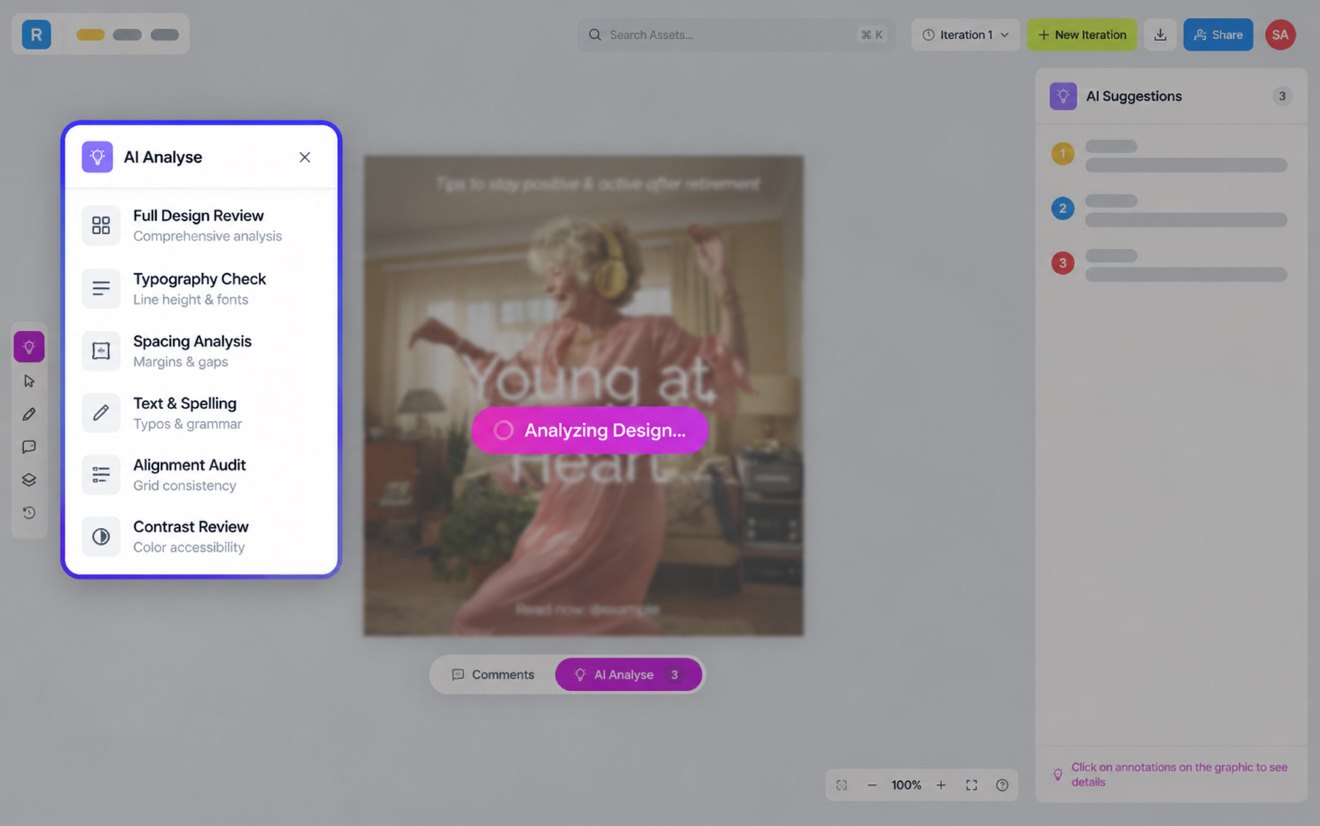 R
Search Assets...
⌘ K
Iteration 1
+ New Iteration
Share
SA
AI Analyse
Full Design Review
Comprehensive analysis
Typography Check
Line height & fonts
Spacing Analysis
Margins & gaps
Text & Spelling
Typos & grammar
Alignment Audit
Grid consistency
Contrast Review
Color accessibility
Tips to stay positive & active after retirement
Young at
Analyzing Design...
Heart
Read now: @example
Comments
AI Analyse 3
100%
AI Suggestions 3
1
2
3
Click on annotations on the graphic to see
details